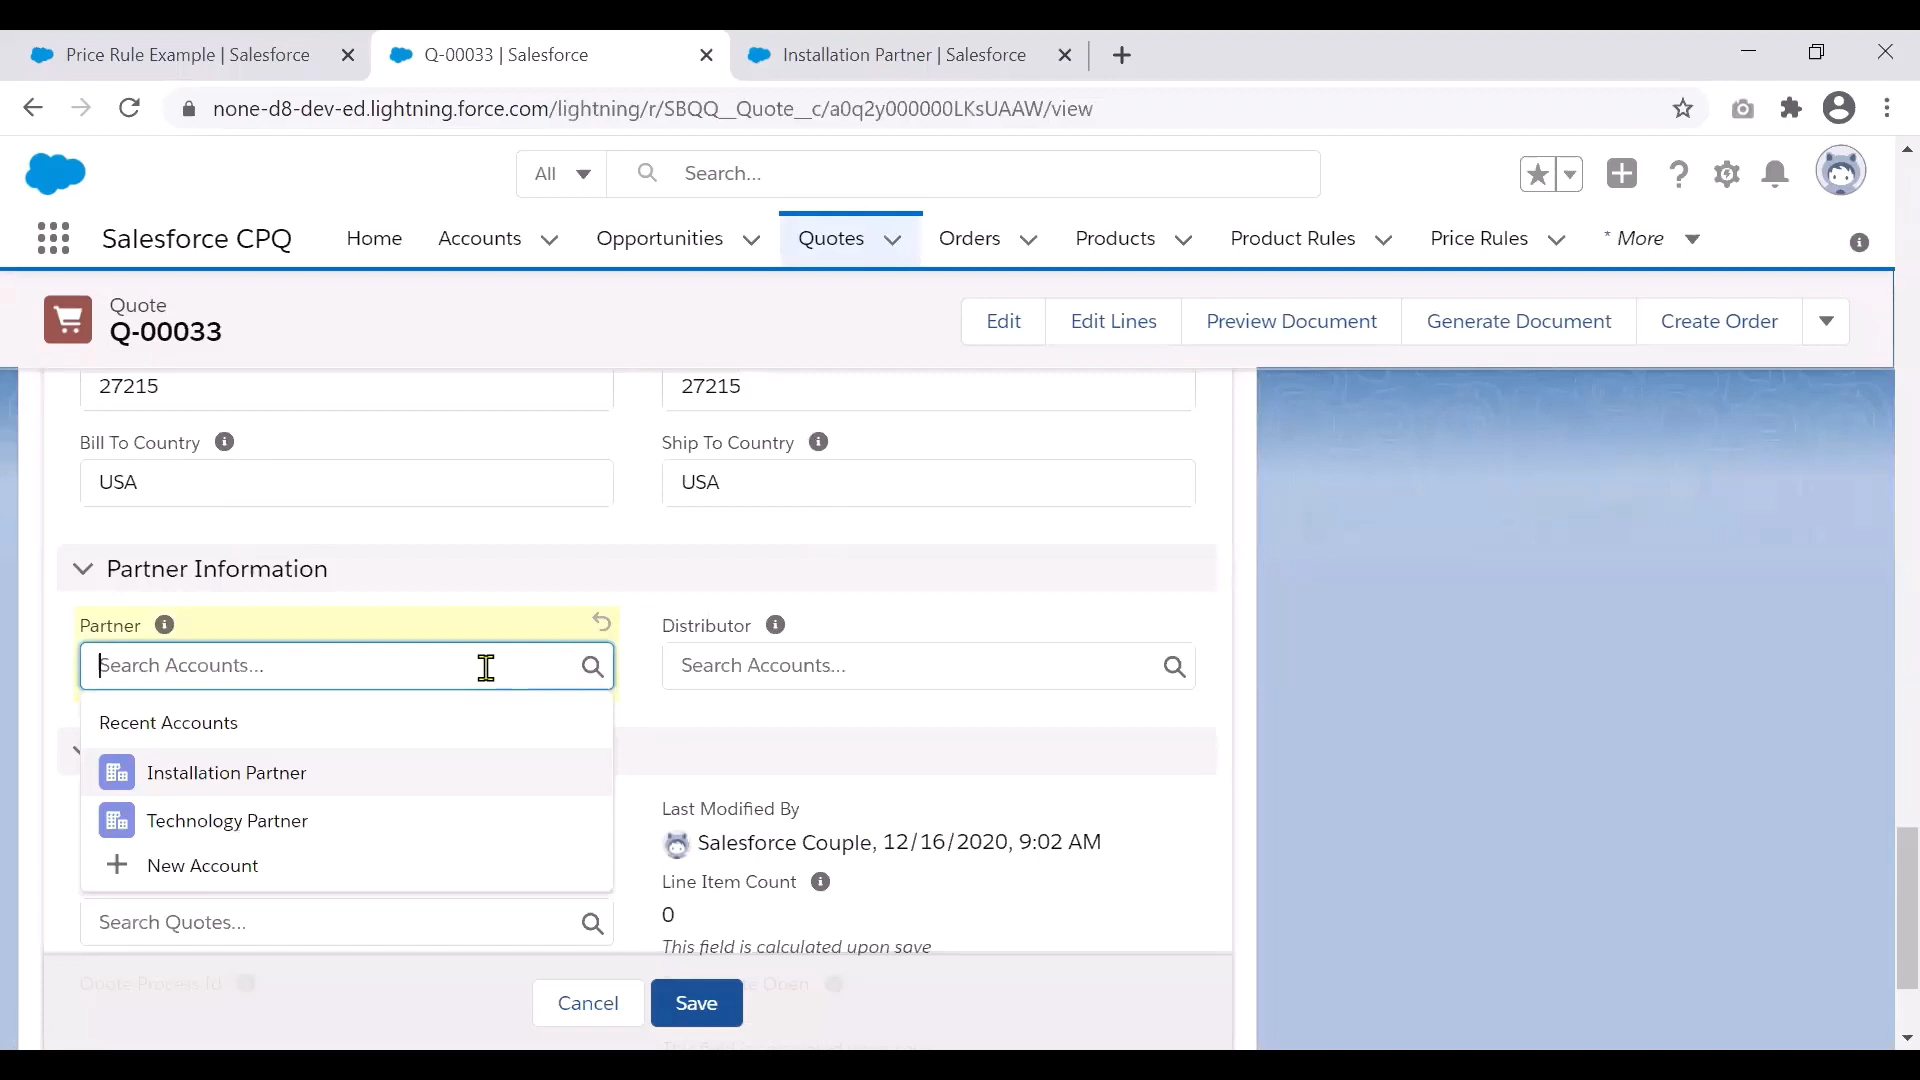 Price Rule Example | Salesforce
Q-00033 | Salesforce
Installation Partner | Salesforce
none-d8-dev-ed.lightning.force.com/lightning/r/SBQQ__Quote__c/a0q2y000000LKsUAAW/view
All
Search...
Salesforce CPQ
Home
Accounts
Opportunities
Quotes
Orders
Products
Product Rules
Price Rules
* More
Quote
Q-00033
Edit
Edit Lines
Preview Document
Generate Document
Create Order
27215
27215
Bill To Country
Ship To Country
USA
USA
Partner Information
Partner
Distributor
Search Accounts...
Search Accounts...
Recent Accounts
Installation Partner
Technology Partner
New Account
Last Modified By
Salesforce Couple, 12/16/2020, 9:02 AM
Line Item Count
0
This field is calculated upon save
Search Quotes...
Quote Process Id
Open
Cancel
Save